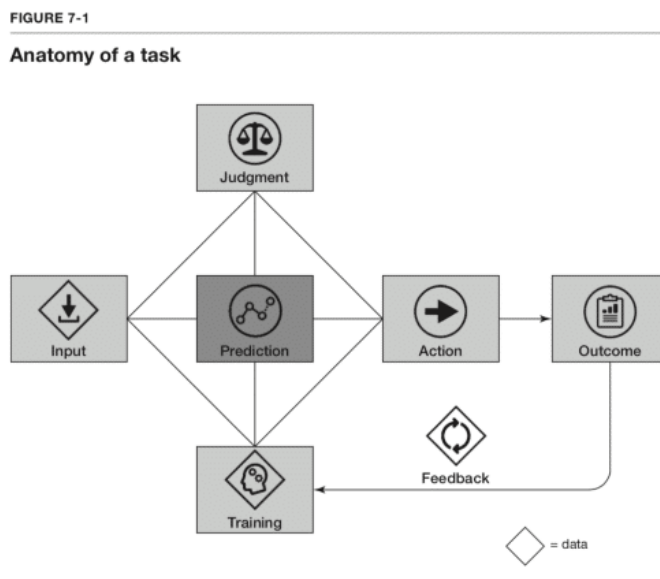 FIGURE 7-1
Anatomy of a task
Judgment
Input
Prediction
Action
Outcome
Feedback
Training
= data